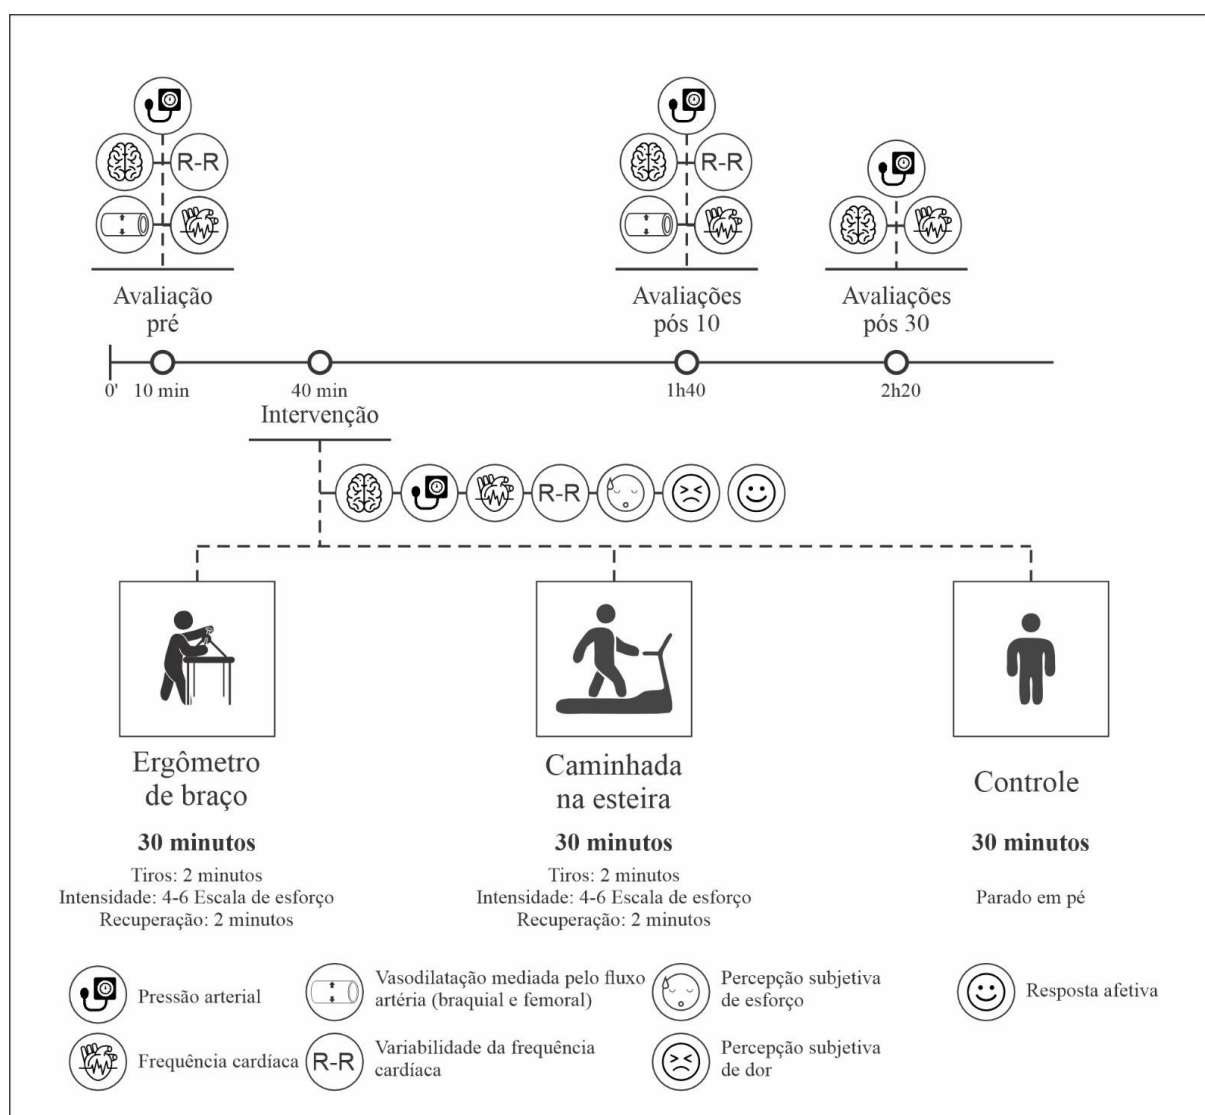 R-R
R-R
Avaliação
pré
Avaliações
pós 10
Avaliações
pós 30
0'
10 min
40 min
1h40
2h20
Intervenção
R-R
Ergômetro
de braço
30 minutos
Tiros: 2 minutos
Intensidade: 4-6 Escala de esforço
Recuperação: 2 minutos
Caminhada
na esteira
30 minutos
Tiros: 2 minutos
Intensidade: 4-6 Escala de esforço
Recuperação: 2 minutos
Controle
30 minutos
Parado em pé
Pressão arterial
Vasodilatação mediada pelo fluxo
artéria (braquial e femoral)
Percepção subjetiva
de esforço
Resposta afetiva
Frequência cardíaca
R-R
Variabilidade da frequência
cardíaca
Percepção subjetiva
de dor